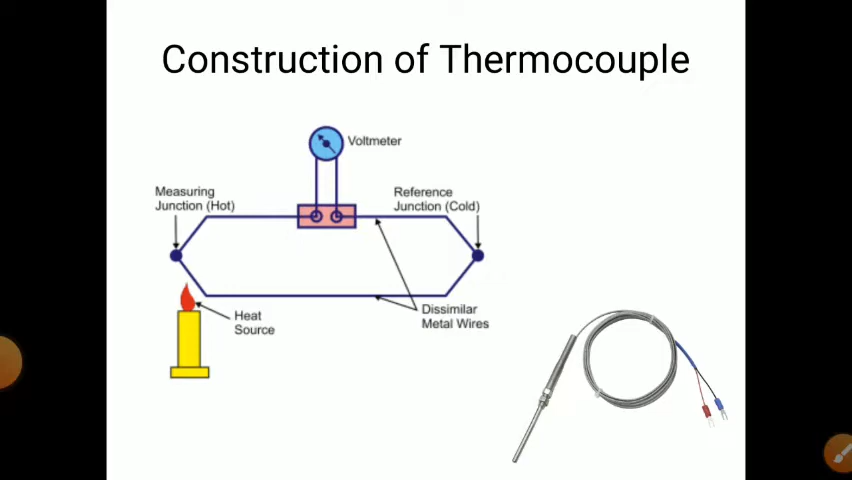 Construction of Thermocouple
Voltmeter
Measuring
Junction (Hot)
Reference
Junction (Cold)
Heat
Source
Dissimilar
Metal Wires